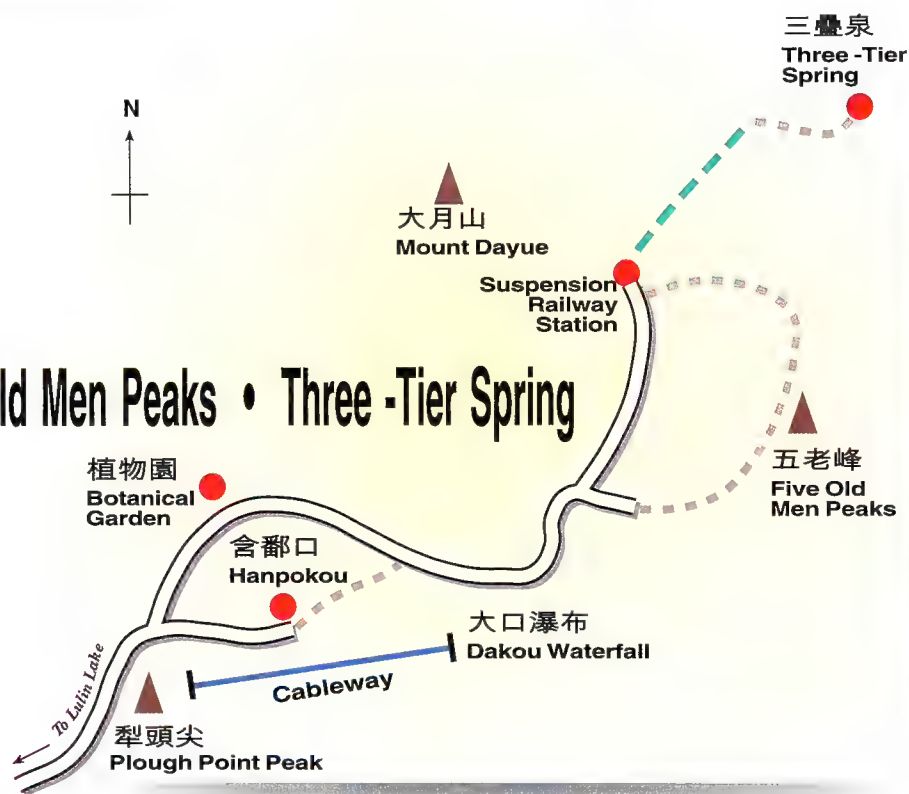 三疊泉
Three -Tier
Spring
N
大月山
Mount Dayue
Suspension
Railway
Station
ld Men Peaks • Three -Tier Spring
植物園
Botanical
Garden
五老峰
Five Old
Men Peaks
含鄱口
Hanpokou
大口瀑布
Dakou Waterfall
Cableway
To Lulin Lake
犁頭尖
Plough Point Peak